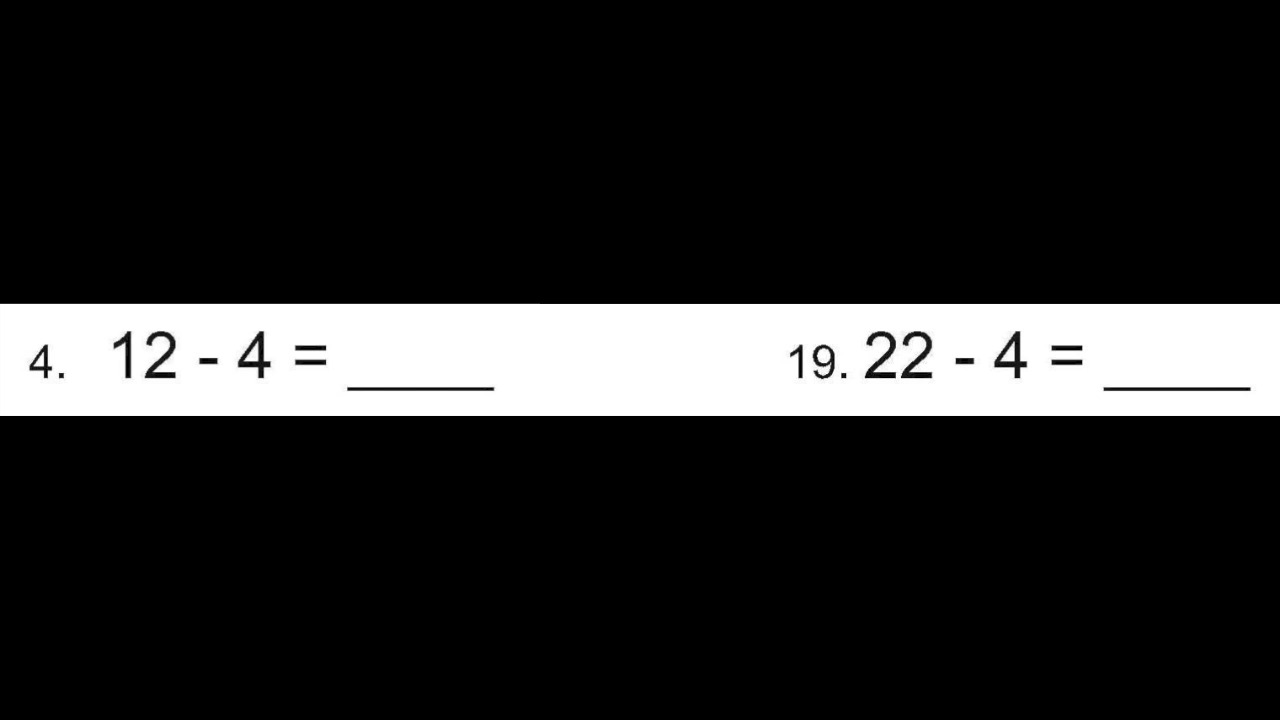 4. 12 - 4 = _____ 19. 22 - 4 = _____